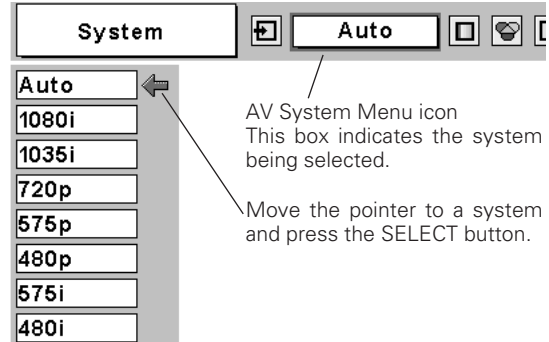 System
Auto
Auto
1080i
1035i
720p
575p
480p
575i
480i
AV System Menu icon
This box indicates the system
being selected.
Move the pointer to a system
and press the SELECT button.